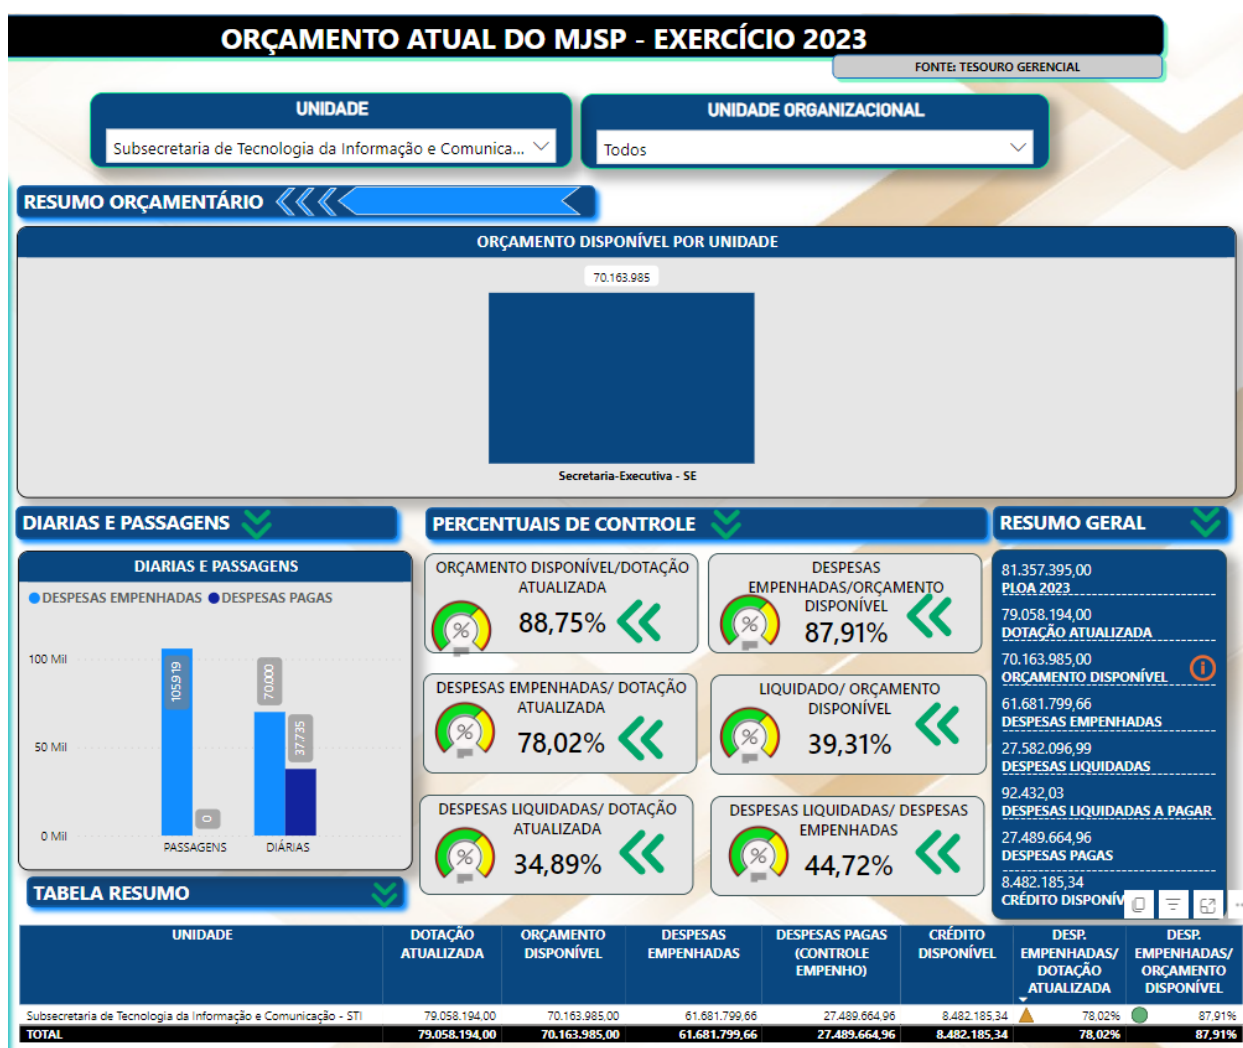 ORÇAMENTO ATUAL DO MJSP - EXERCÍCIO 2023
FONTE: TESOURO GERENCIAL
UNIDADE
Subsecretaria de Tecnologia da Informação e Comunica...
UNIDADE ORGANIZACIONAL
Todos
RESUMO ORÇAMENTÁRIO
ORÇAMENTO DISPONÍVEL POR UNIDADE
70.163.985
Secretaria-Executiva - SE
DIARIAS E PASSAGENS
DIARIAS E PASSAGENS
DESPESAS EMPENHADAS DESPESAS PAGAS
100 Mil
50 Mil
0 Mil
105.919
0
70.000
37.735
PASSAGENS
DIÁRIAS
PERCENTUAIS DE CONTROLE
ORÇAMENTO DISPONÍVEL/DOTAÇÃO
ATUALIZADA
%
88,75%
DESPESAS
EMPENHADAS/ORÇAMENTO
DISPONÍVEL
%
87,91%
DESPESAS EMPENHADAS/ DOTAÇÃO
ATUALIZADA
%
78,02%
LIQUIDADO/ ORÇAMENTO
DISPONÍVEL
%
39,31%
DESPESAS LIQUIDADAS/ DOTAÇÃO
ATUALIZADA
%
34,89%
DESPESAS LIQUIDADAS/ DESPESAS
EMPENHADAS
%
44,72%
RESUMO GERAL
81.357.395,00
PLOA 2023
79.058.194,00
DOTAÇÃO ATUALIZADA
70.163.985,00
ORÇAMENTO DISPONÍVEL
61.681.799,66
DESPESAS EMPENHADAS
27.582.096,99
DESPESAS LIQUIDADAS
92.432,03
DESPESAS LIQUIDADAS A PAGAR
27.489.664,96
DESPESAS PAGAS
8.482.185,34
CRÉDITO DISPONÍV
TABELA RESUMO
UNIDADE
DOTAÇÃO
ATUALIZADA
ORÇAMENTO
DISPONÍVEL
DESPESAS
EMPENHADAS
DESPESAS PAGAS
(CONTROLE
EMPENHO)
CRÉDITO
DISPONÍVEL
DESP.
EMPENHADAS/
DOTAÇÃO
ATUALIZADA
DESP.
EMPENHADAS/
ORÇAMENTO
DISPONÍVEL
Subsecretaria de Tecnologia da Informação e Comunicação - STI 79.058.194,00 70.163.985,00 61.681.799,66 27.489.664,96 8.482.185,34 78,02% 87,91%
TOTAL 79.058.194,00 70.163.985,00 61.681.799,66 27.489.664,96 8.482.185,34 78,02% 87,91%